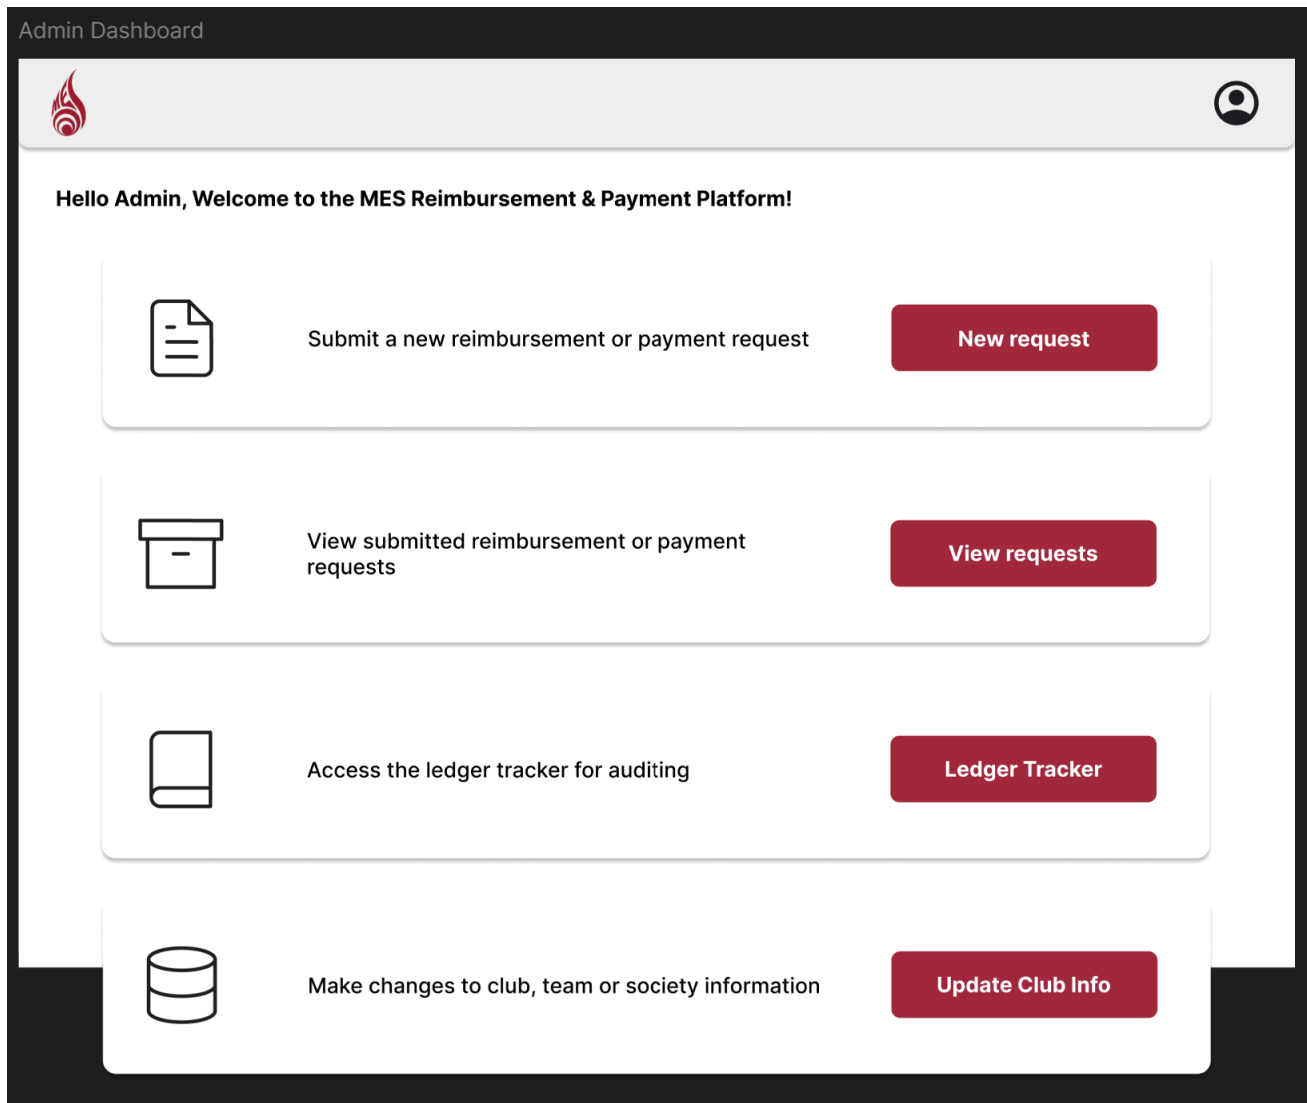 Admin Dashboard
Hello Admin, Welcome to the MES Reimbursement & Payment Platform!
Submit a new reimbursement or payment request
New request
View submitted reimbursement or payment
requests
View requests
Access the ledger tracker for auditing
Ledger Tracker
Make changes to club, team or society information
Update Club Info